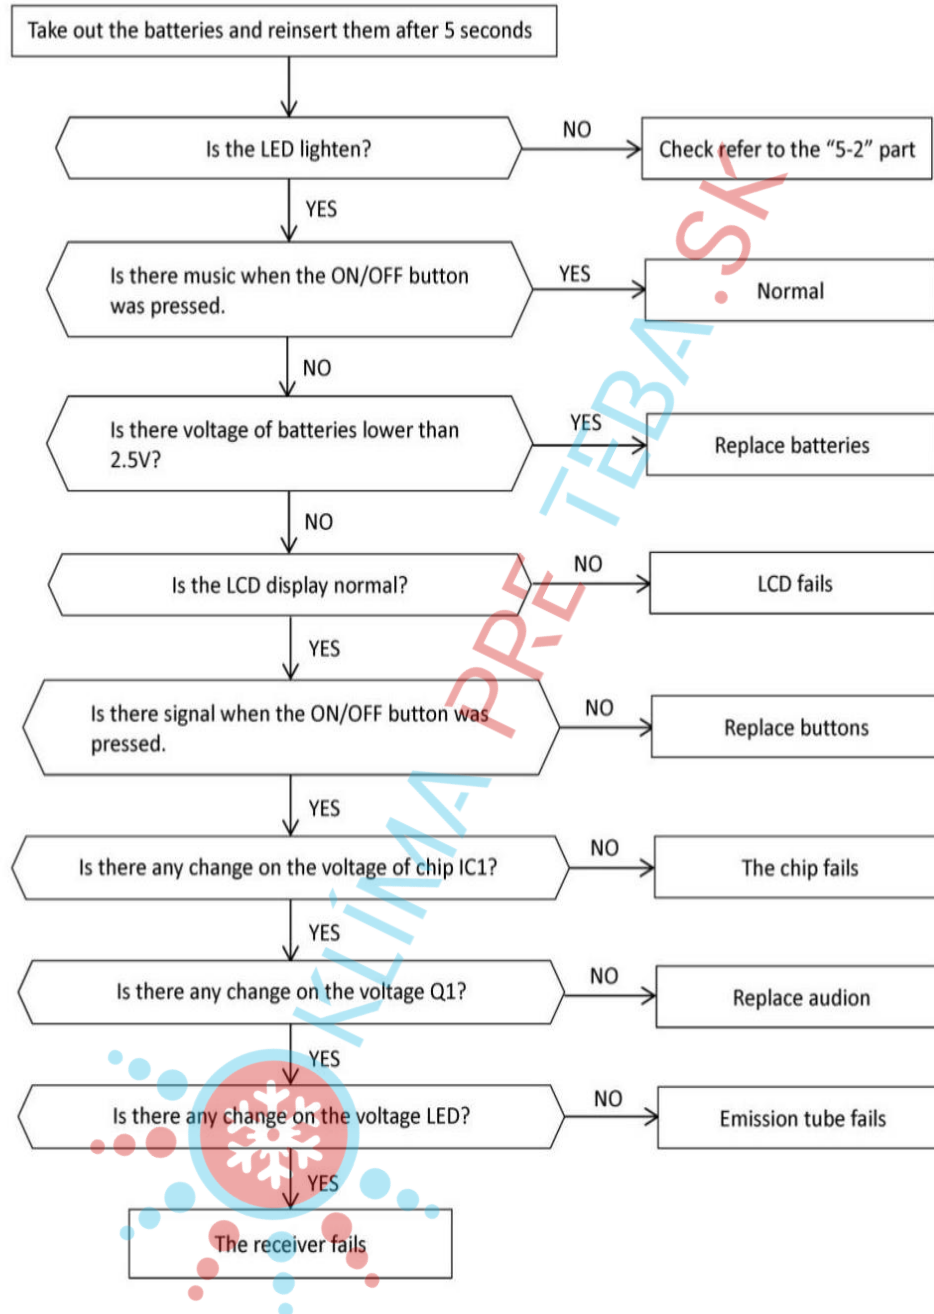 Take out the batteries and reinsert them after 5 seconds
Is the LED lighten?
NO
Check refer to the “5-2” part
YES
Is there music when the ON/OFF button
was pressed.
YES
Normal
NO
Is there voltage of batteries lower than
2.5V?
YES
Replace batteries
NO
Is the LCD display normal?
NO
LCD fails
YES
Is there signal when the ON/OFF button was
pressed.
NO
Replace buttons
YES
Is there any change on the voltage of chip IC1?
NO
The chip fails
YES
Is there any change on the voltage Q1?
NO
Replace audion
YES
Is there any change on the voltage LED?
NO
Emission tube fails
YES
The receiver fails
KLÍMA PRE TEBA.SK